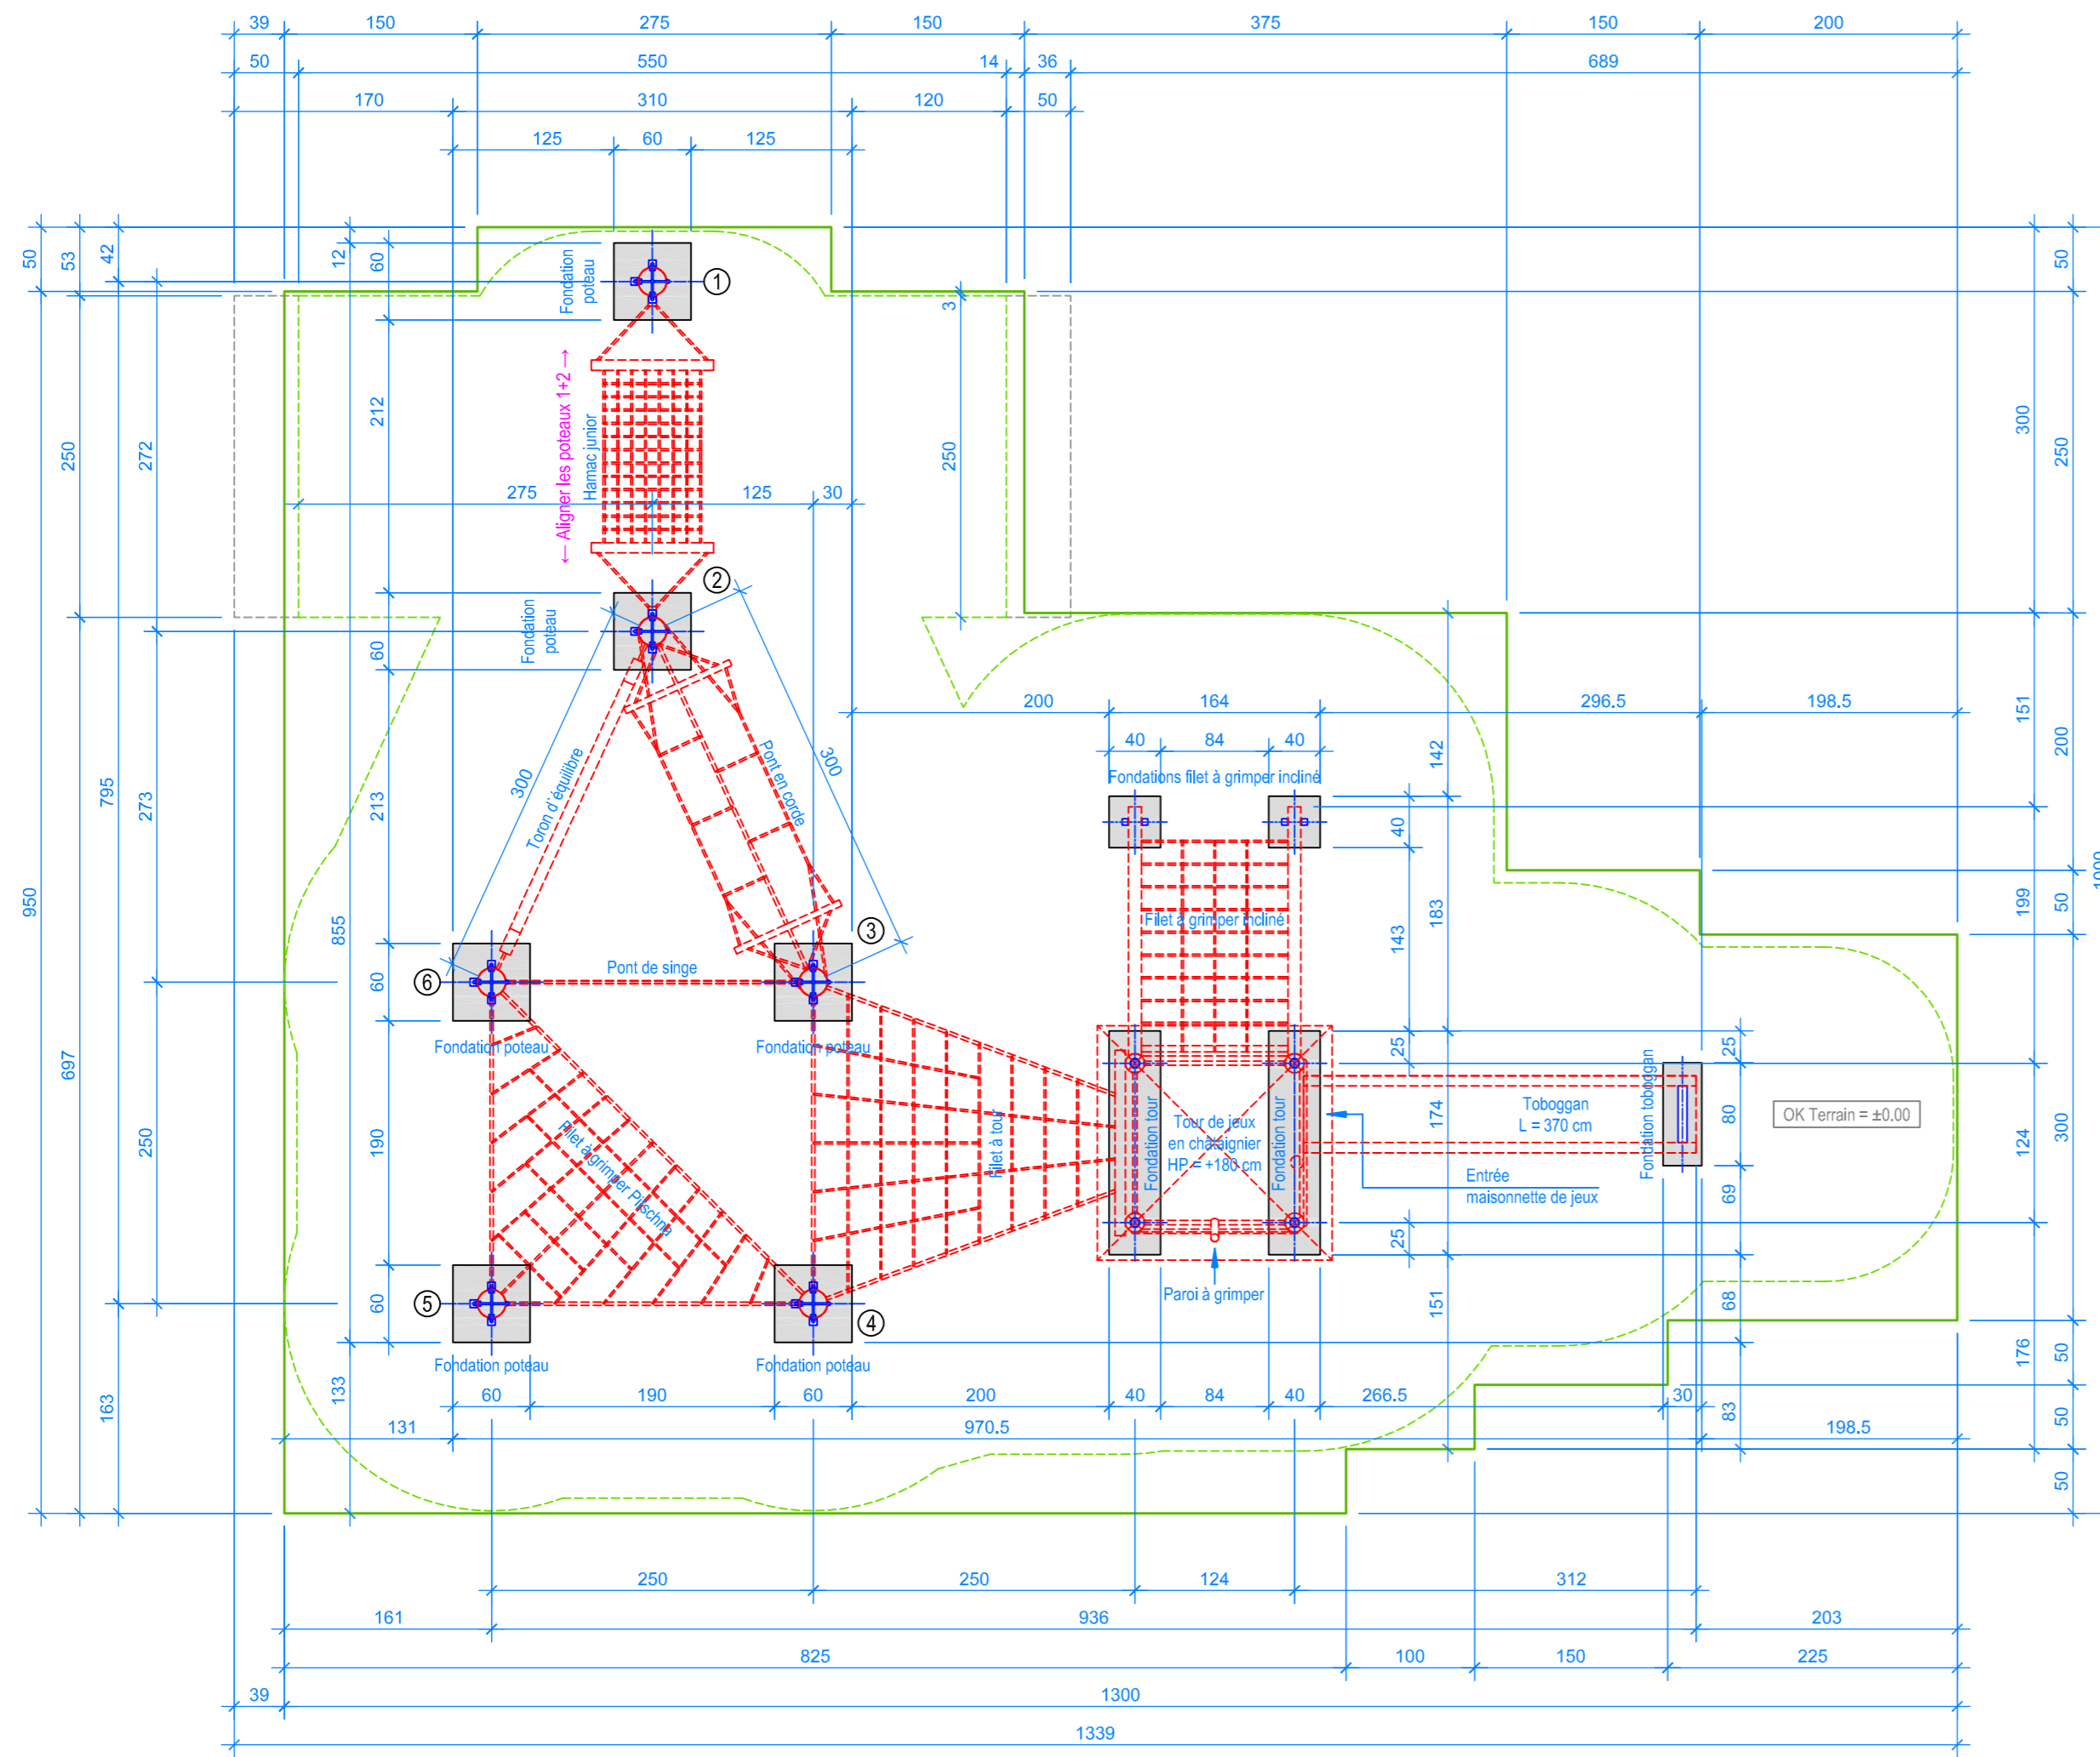 39 150 275 150 375 150 200
50 550 14 36 689
170 310 120 50
125 60 125
50
53
42
12
60
Fondation
poteau
1
3
50
300
250
212
← Aligner les poteaux 1+2 →
Hamac junior
250
272
250
275 125 30
2
Fondation
poteau
60
200 164 296.5 198.5
40 84 40
142
151
200
Fondations filet à grimper incliné
300
Toron d'équilibre
Pont en corde
300
795
273
213
40
950
855
143
183
199
50
1000
Filet à grimper incliné
3
Pont de singe
6
60
Fondation poteau
Fondation poteau
25
25
697
250
190
Filet à grimper Pijschna
Filet à tour
Fondation tour
Tour de jeux
en châtaignier
HP = +180 cm
Fondation tour
174
Toboggan
L = 370 cm
Fondation toboggan
80
OK Terrain = ±0.00
124
300
Entrée
maisonnette de jeux
69
25
Paroi à grimper
5
60
4
151
68
176
50
Fondation poteau
Fondation poteau
163
133
60 190 60 200 40 84 40 266.5 30
83
50
131 970.5 198.5
50
250 250 124 312
161 936 203
825 100 150 225
39 1300
1339